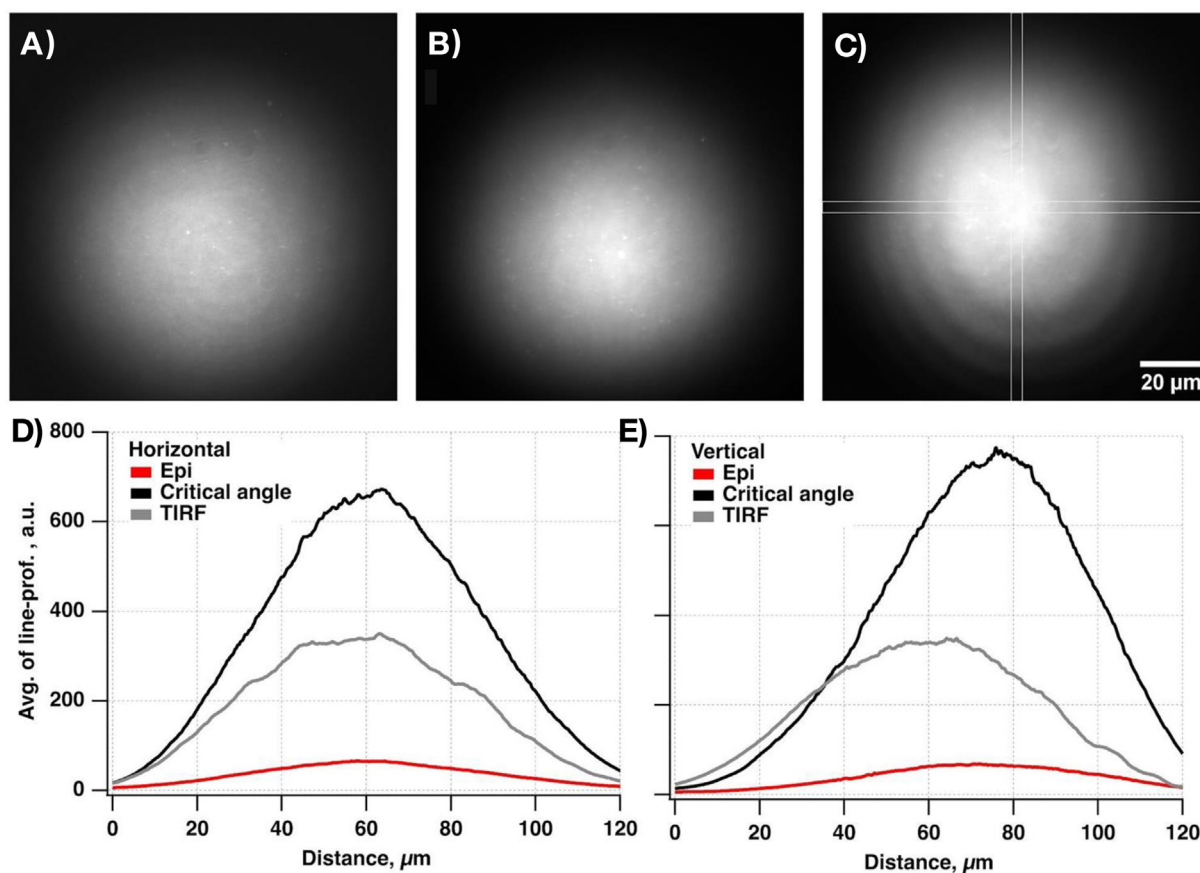 A)
B)
C)
20 µm
D)
800
600
400
200
0
Avg. of line-prof. , a.u.
Horizontal
Epi
Critical angle
TIRF
0 20 40 60 80 100 120
Distance, µm
E)
Vertical
Epi
Critical angle
TIRF
0 20 40 60 80 100 120
Distance, µm